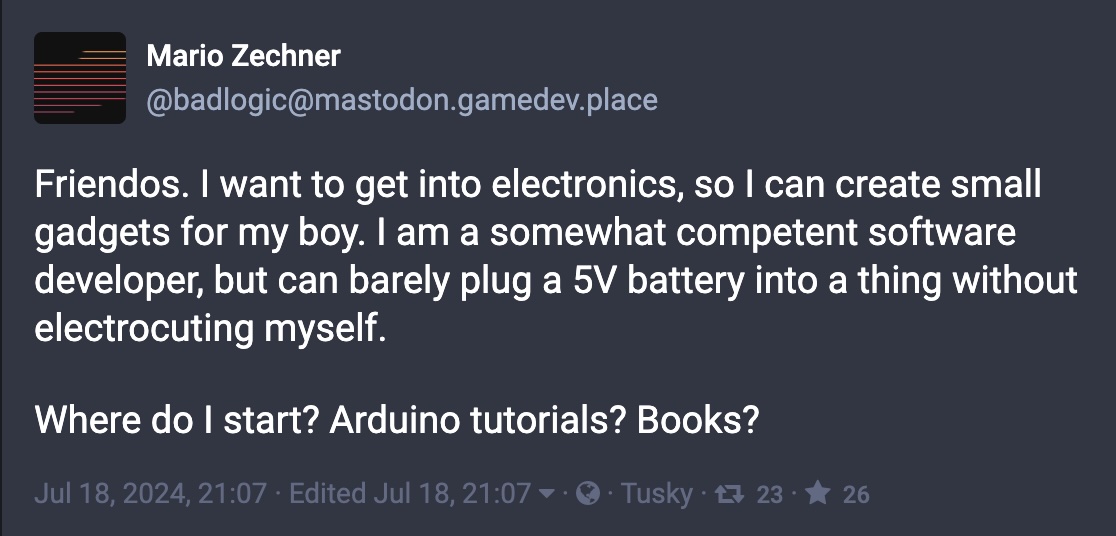 Mario Zechner
@badlogic@mastodon.gamedev.place
Friendos. I want to get into electronics, so I can create small
gadgets for my boy. I am a somewhat competent software
developer, but can barely plug a 5V battery into a thing without
electrocuting myself.
Where do I start? Arduino tutorials? Books?
Jul 18, 2024, 21:07 · Edited Jul 18, 21:07 · Tusky · 23 · 26